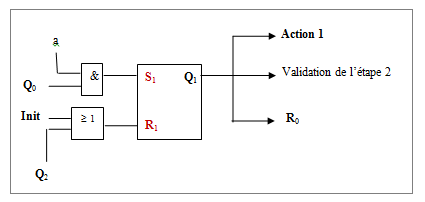 a
Action 1
&
S₁
Q₁
Validation de l'étape 2
Q₀
Init
≥ 1
R₁
R₀
Q₂